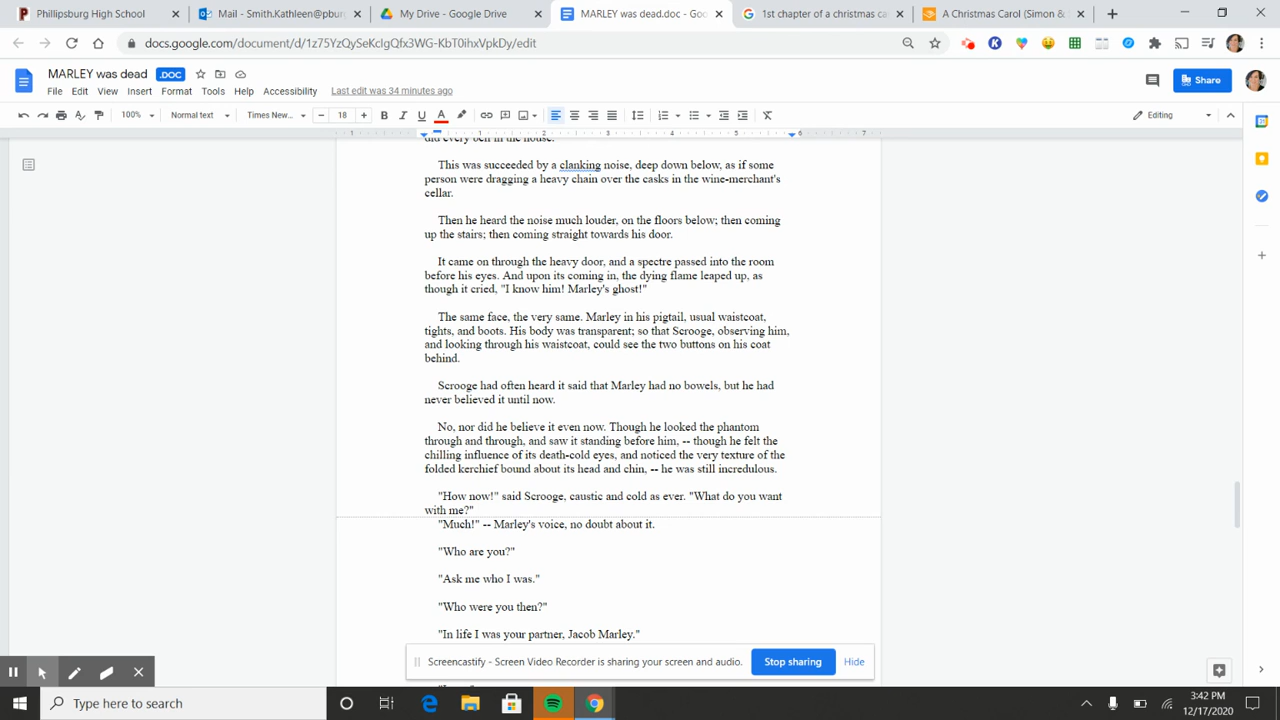 Phillipsburg High School
Mail - Smith.Kathleen@pbur
My Drive - Google Drive
MARLEY was dead.doc - Goo
1st chapter of a christmas ca
A Christmas Carol (Simon &
docs.google.com/document/d/1z75YzQySeXcIgQfx3WG-KbT0ihxVpkDy/edit
MARLEY was dead .DOC
File Edit View Insert Format Tools Help Accessibility Last edit was 34 minutes ago
Share
100% Normal text Times New... 18 B I U A Editing
1 1 2 3 4 5 6 7
did every bell in the house.
This was succeeded by a clanking noise, deep down below, as if some
person were dragging a heavy chain over the casks in the wine-merchant's
cellar.
Then he heard the noise much louder, on the floors below; then coming
up the stairs; then coming straight towards his door.
It came on through the heavy door, and a spectre passed into the room
before his eyes. And upon its coming in, the dying flame leaped up, as
though it cried, "I know him! Marley's ghost!"
The same face, the very same. Marley in his pigtail, usual waistcoat,
tights, and boots. His body was transparent; so that Scrooge, observing him,
and looking through his waistcoat, could see the two buttons on his coat
behind.
Scrooge had often heard it said that Marley had no bowels, but he had
never believed it until now.
No, nor did he believe it even now. Though he looked the phantom
through and through, and saw it standing before him, -- though he felt the
chilling influence of its death-cold eyes, and noticed the very texture of the
folded kerchief bound about its head and chin, -- he was still incredulous.
"How now!" said Scrooge, caustic and cold as ever. "What do you want
with me?"
"Much!" -- Marley's voice, no doubt about it.
"Who are you?"
"Ask me who I was."
"Who were you then?"
"In life I was your partner, Jacob Marley."
Screencastify - Screen Video Recorder is sharing your screen and audio. Stop sharing Hide
Type here to search
3:42 PM
12/17/2020